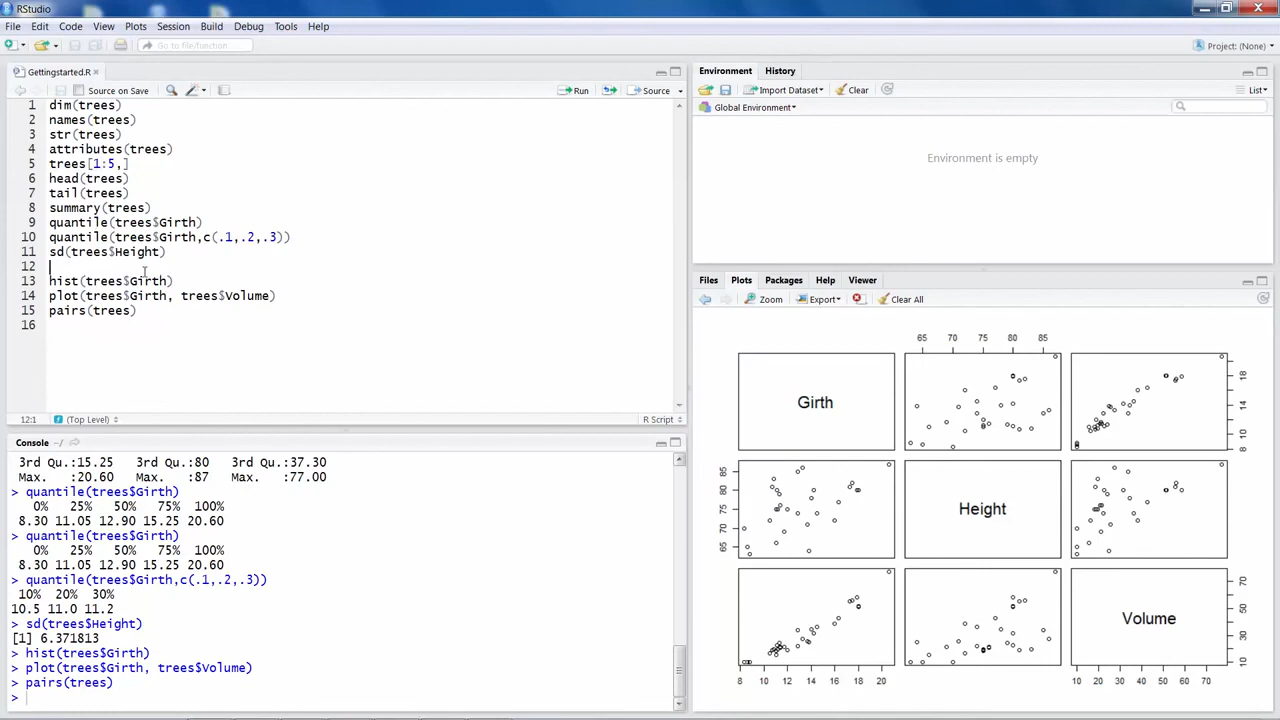 RStudio
File Edit Code View Plots Session Build Debug Tools Help
Go to file/function
Project: (None)
Gettingstarted.R
Source on Save
Run
Source
1 dim(trees)
2 names(trees)
3 str(trees)
4 attributes(trees)
5 trees[1:5,]
6 head(trees)
7 tail(trees)
8 summary(trees)
9 quantile(trees$Girth)
10 quantile(trees$Girth,c(.1,.2,.3))
11 sd(trees$Height)
12
13 hist(trees$Girth)
14 plot(trees$Girth, trees$Volume)
15 pairs(trees)
16
12:1 (Top Level) R Script
Console ~/
3rd Qu.:15.25 3rd Qu.:80 3rd Qu.:37.30
Max. :20.60 Max. :87 Max. :77.00
> quantile(trees$Girth)
0% 25% 50% 75% 100%
8.30 11.05 12.90 15.25 20.60
> quantile(trees$Girth)
0% 25% 50% 75% 100%
8.30 11.05 12.90 15.25 20.60
> quantile(trees$Girth,c(.1,.2,.3))
10% 20% 30%
10.5 11.0 11.2
> sd(trees$Height)
[1] 6.371813
> hist(trees$Girth)
> plot(trees$Girth, trees$Volume)
> pairs(trees)
>
Environment History
Import Dataset Clear List
Global Environment
Environment is empty
Files Plots Packages Help Viewer
Zoom Export Clear All
65 70 75 80 85
Girth
8 10 14 18
65 70 75 80 85
Height
Volume
10 30 50 70
8 10 12 14 16 18 20
10 20 30 40 50 60 70